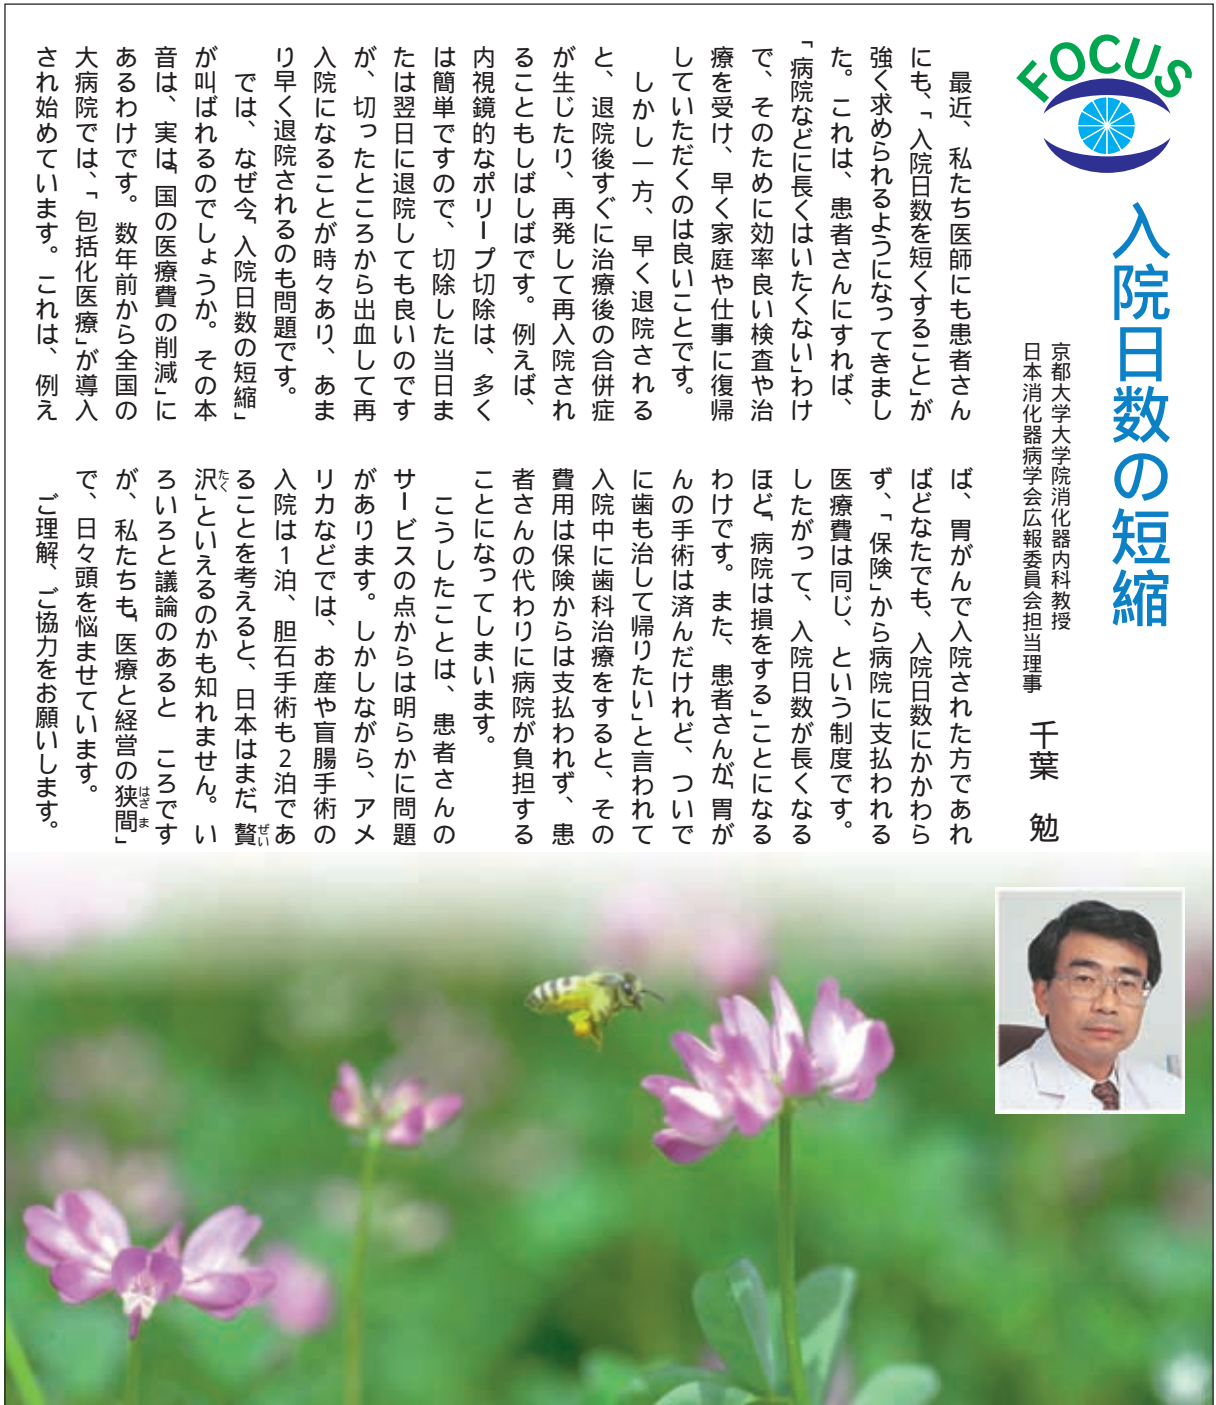 FOCUS
入院日数の短縮
京都大学大学院消化器内科教授
日本消化器病学会広報委員会担当理事
千葉 勉
最近、私たち医師にも患者さん
にも、「入院日数を短くすること」が
強く求められるようになってきまし
た。これは、患者さんにすれば、
「病院などに長くはいたくない」わけ
で、そのために効率良い検査や治
療を受け、早く家庭や仕事に復帰
していただくのは良いことです。
しかし一方、早く退院される
と、退院後すぐに治療後の合併症
が生じたり、再発して再入院され
ることもしばしばです。例えば、
内視鏡的なポリープ切除は、多く
は簡単ですので、切除した当日ま
たは翌日に退院しても良いのです
が、切ったところから出血して再
入院になることが時々あり、あま
り早く退院されるのも問題です。
では、なぜ今「入院日数の短縮」
が叫ばれるのでしょうか。その本
音は、実は「国の医療費の削減」に
あるわけです。数年前から全国の
大病院では、「包括化医療」が導入
され始めています。これは、例え
ば、胃がんで入院された方であれ
ばどなたでも、入院日数にかかわら
ず、「保険」から病院に支払われる
医療費は同じ、という制度です。
したがって、入院日数が長くなる
ほど「病院は損をする」ことになる
わけです。また、患者さんが「胃が
んの手術は済んだけれど、ついで
に歯も治して帰りたい」と言われて
入院中に歯科治療をすると、その
費用は保険からは支払われず、患
者さんの代わりに病院が負担する
ことになってしまいます。
こうしたことは、患者さんの
サービスの点からは明らかに問題
があります。しかしながら、アメ
リカなどでは、お産や盲腸手術の
入院は1泊、胆石手術も2泊であ
ることを考えると、日本はまだ「贅ぜい
沢たく」といえるのかも知れません。い
ろいろと議論のあると ころです
が、私たちも「医療と経営の狭間はざま」
で、日々頭を悩ませています。
ご理解、ご協力をお願いします。